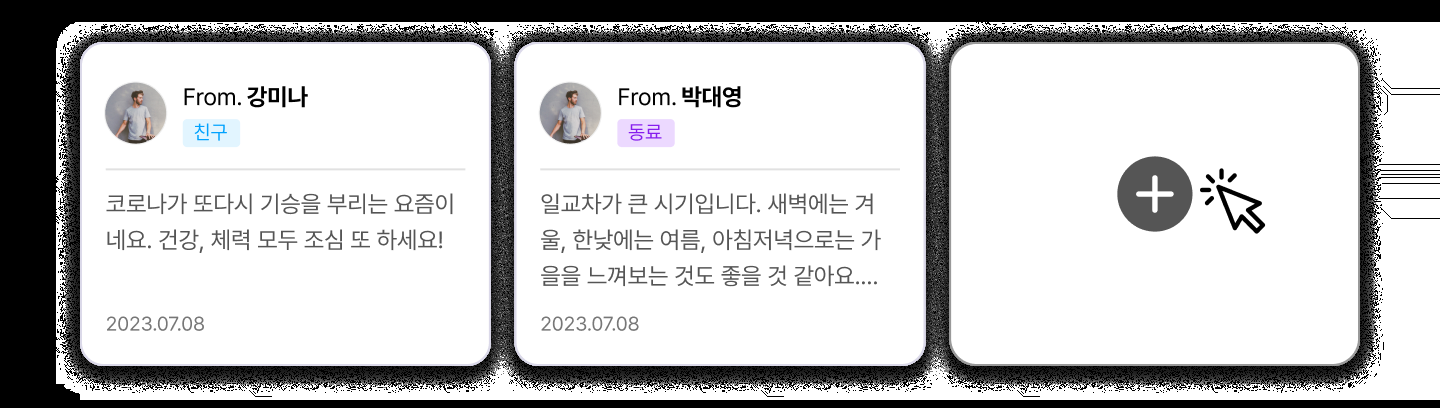 From. 강미나
친구
코로나가 또다시 기승을 부리는 요즘이
네요. 건강, 체력 모두 조심 또 하세요!
2023.07.08
From. 박대영
동료
일교차가 큰 시기입니다. 새벽에는 겨
울, 한낮에는 여름, 아침저녁으로는 가
을을 느껴보는 것도 좋을 것 같아요....
2023.07.08